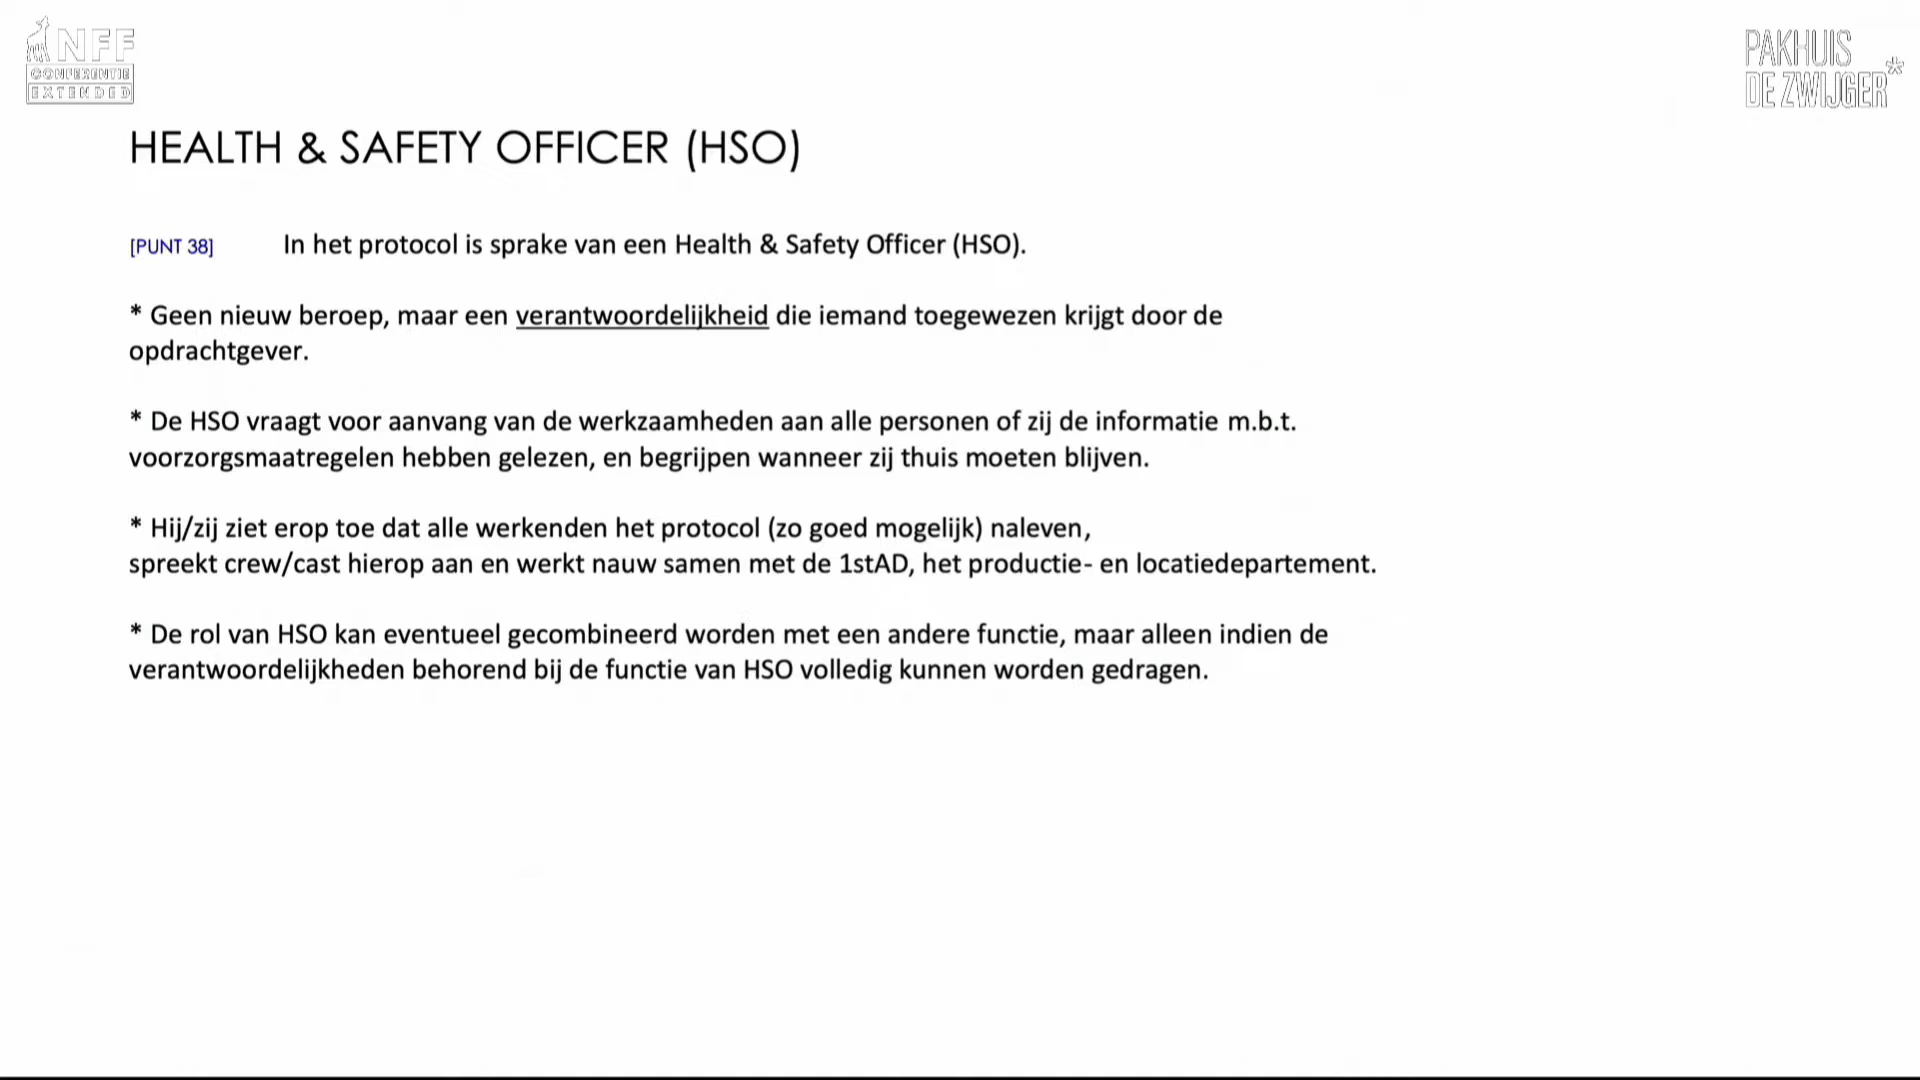 NFF
CONFERENTIE
EXTENDED
PAKHUIS
DE ZWIJGER*
HEALTH & SAFETY OFFICER (HSO)
[PUNT 38] In het protocol is sprake van een Health & Safety Officer (HSO).
* Geen nieuw beroep, maar een verantwoordelijkheid die iemand toegewezen krijgt door de
opdrachtgever.
* De HSO vraagt voor aanvang van de werkzaamheden aan alle personen of zij de informatie m.b.t.
voorzorgsmaatregelen hebben gelezen, en begrijpen wanneer zij thuis moeten blijven.
* Hij/zij ziet erop toe dat alle werkenden het protocol (zo goed mogelijk) naleven,
spreekt crew/cast hierop aan en werkt nauw samen met de 1stAD, het productie- en locatiedepartement.
* De rol van HSO kan eventueel gecombineerd worden met een andere functie, maar alleen indien de
verantwoordelijkheden behorend bij de functie van HSO volledig kunnen worden gedragen.